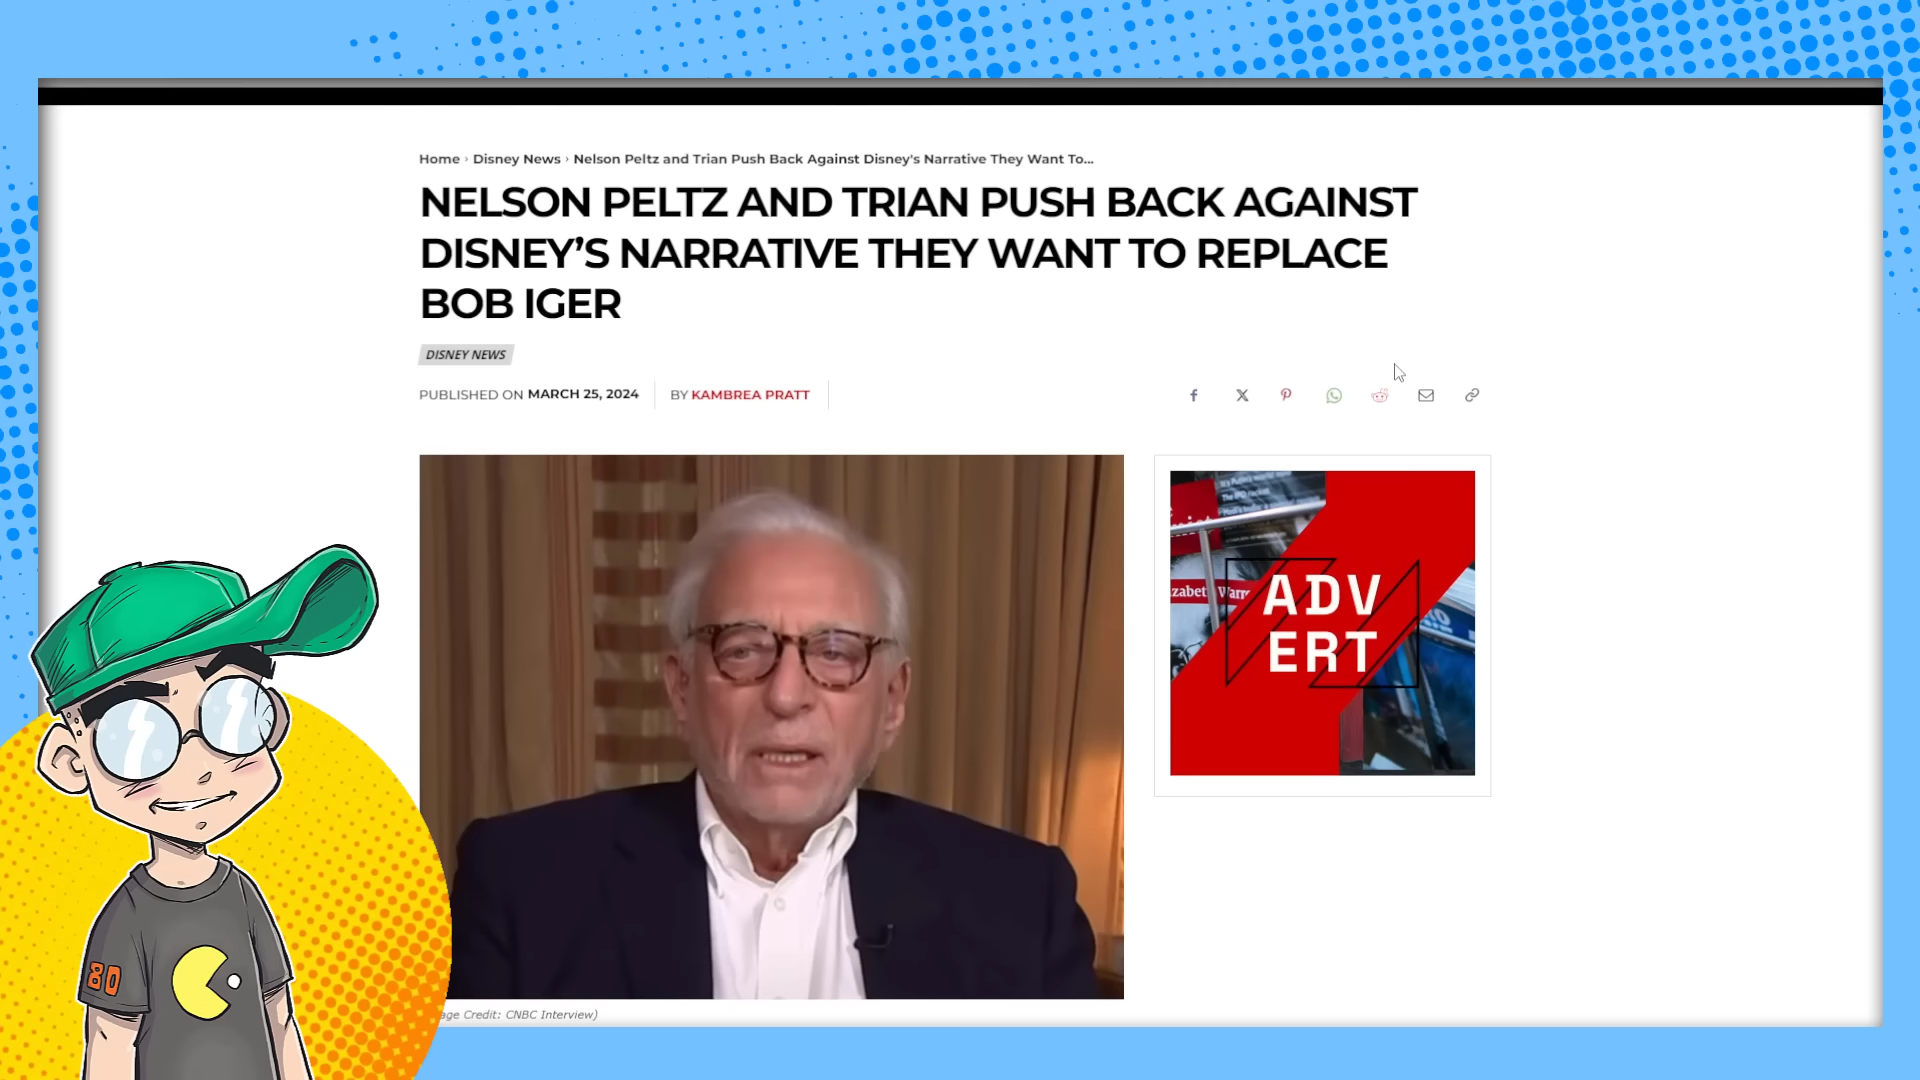 Home › Disney News › Nelson Peltz and Trian Push Back Against Disney's Narrative They Want To...
NELSON PELTZ AND TRIAN PUSH BACK AGAINST
DISNEY’S NARRATIVE THEY WANT TO REPLACE
BOB IGER
DISNEY NEWS
PUBLISHED ON MARCH 25, 2024
BY KAMBREA PRATT
ADV
ERT
80
Credit: CNBC Interview)